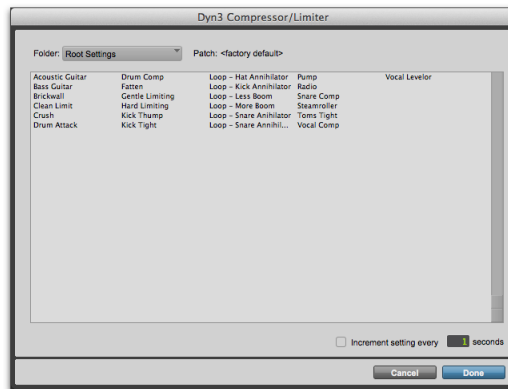 Dyn3 Compressor/Limiter
Folder: Root Settings Patch: <factory default>
Acoustic Guitar Drum Comp Loop – Hat Annihilator Pump Vocal Levelor
Bass Guitar Fatten Loop – Kick Annihilator Radio
Brickwall Gentle Limiting Loop – Less Boom Snare Comp
Clean Limit Hard Limiting Loop – More Boom Steamroller
Crush Kick Thump Loop – Snare Anihilator Toms Tight
Drum Attack Kick Tight Loop – Snare Annihil... Vocal Comp
Increment setting every 1 seconds
Cancel Done